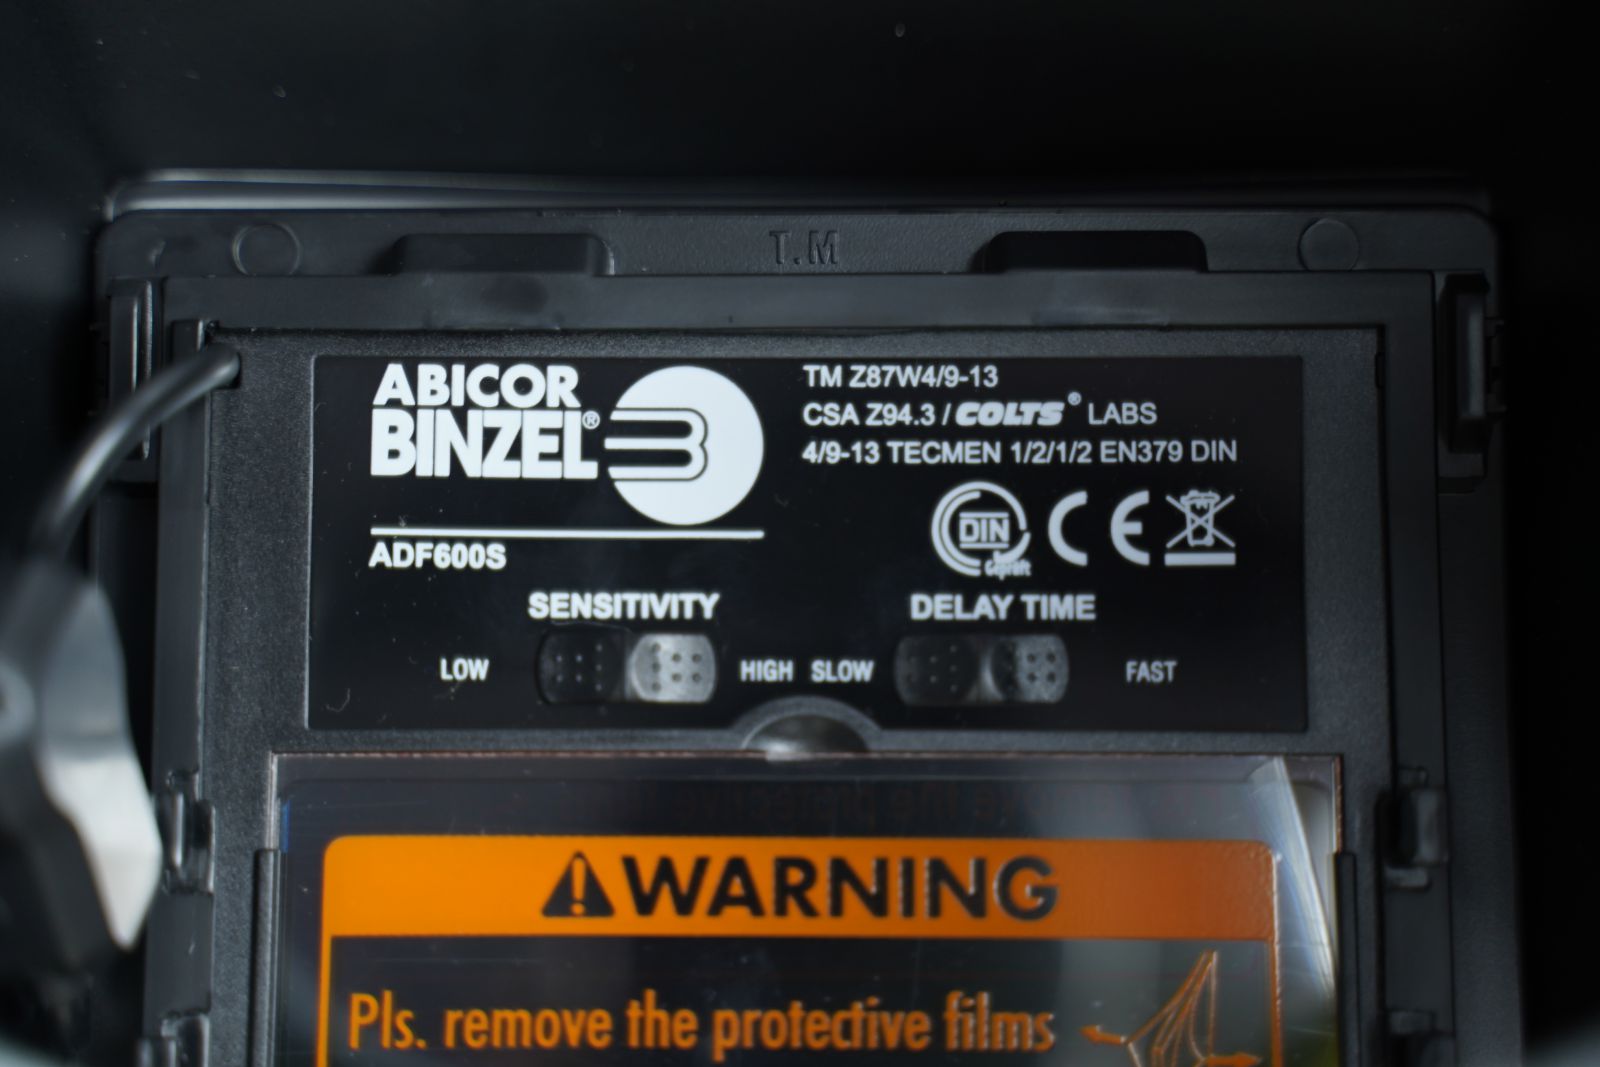 T.M
ABICOR
BINZEL®
ADF600S
TM Z87W4/9-13
CSA Z94.3 / COLTS® LABS
4/9-13 TECMEN 1/2/1/2 EN379 DIN
DIN
Geprüft
CE
SENSITIVITY
LOW HIGH
DELAY TIME
SLOW FAST
WARNING
Pls. remove the protective films